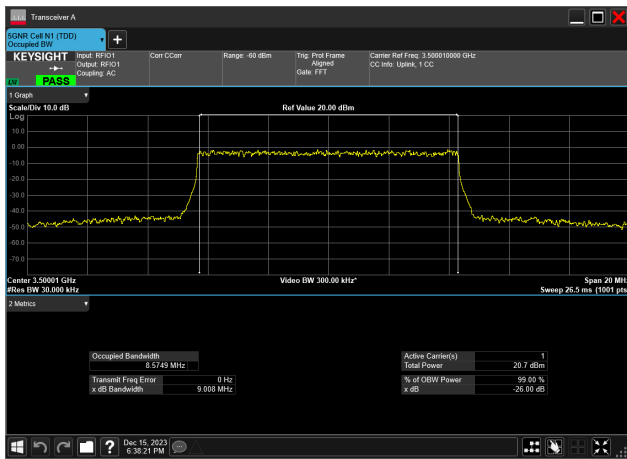 Transceiver A
5GNR Cell N1 (TDD)
Occupied BW
KEYSIGHT
PASS
Input: RFIO1
Output: RFIO1
Coupling: AC
Corr CCorr
Range: -60 dBm
Trig: Prot Frame
Aligned
Gate: FFT
Carrier Ref Freq: 3.500010000 GHz
CC Info: Uplink, 1 CC
1 Graph
Scale/Div 10.0 dB
Ref Value 20.00 dBm
Log
10.0
0.00
-10.0
-20.0
-30.0
-40.0
-50.0
-60.0
-70.0
Center 3.50001 GHz
Video BW 300.00 kHz*
Span 20 MHz
#Res BW 30.000 kHz
Sweep 26.5 ms (1001 pts
2 Metrics
Occupied Bandwidth
8.5749 MHz
Transmit Freq Error 0 Hz
x dB Bandwidth 9.008 MHz
Active Carrier(s) 1
Total Power 20.7 dBm
% of OBW Power 99.00 %
x dB -26.00 dB
?
Dec 15, 2023
6:38:21 PM